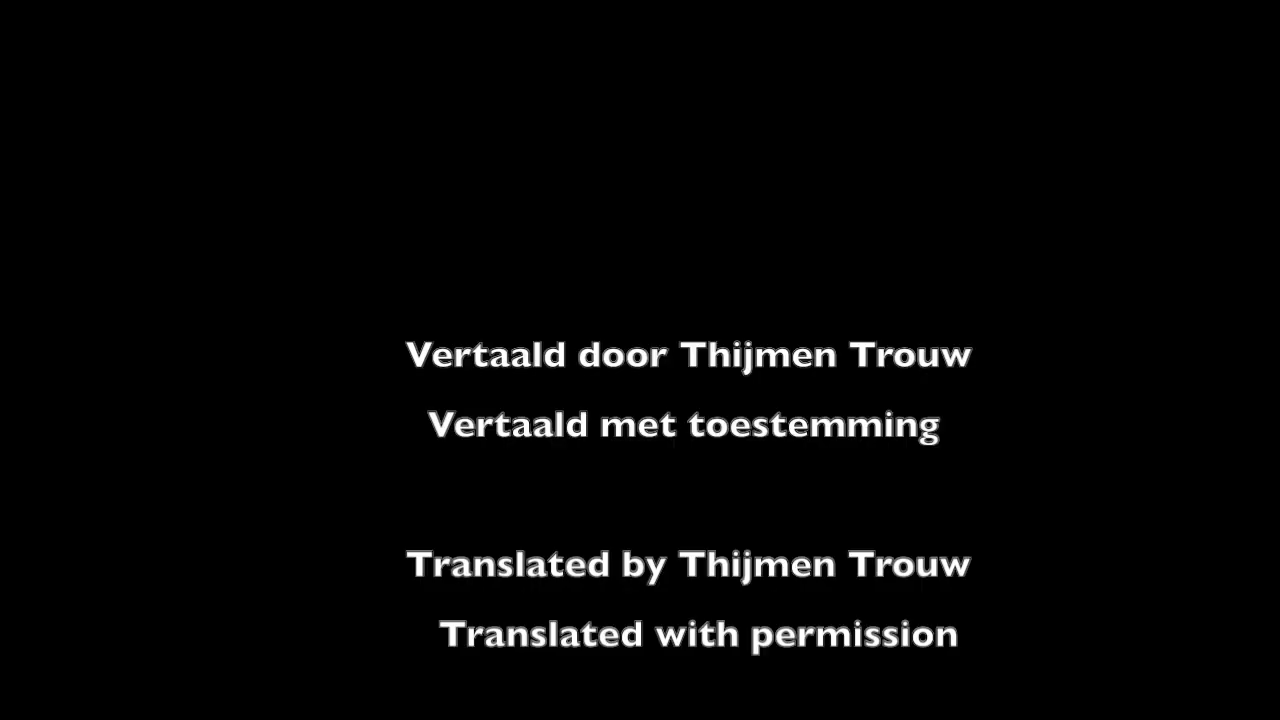 Vertaald door Thijmen Trouw
Vertaald met toestemming
Translated by Thijmen Trouw
Translated with permission